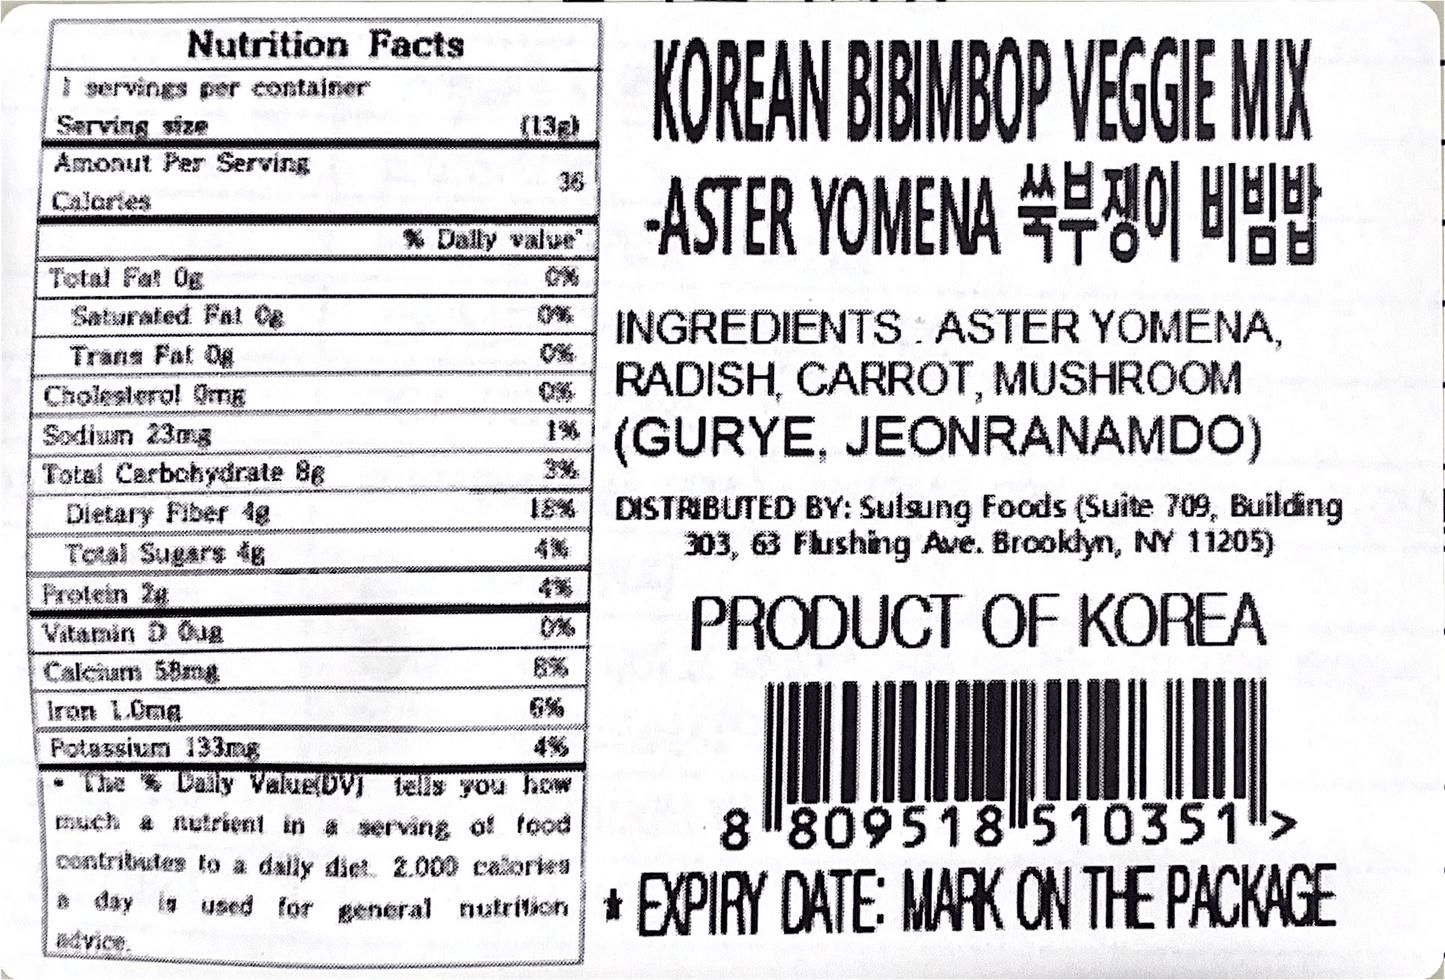 Nutrition Facts
1 servings per container
Serving size (13g)
Amonut Per Serving
Calories 36
% Daily value*
Total Fat 0g 0%
Saturated Fat 0g 0%
Trans Fat 0g 0%
Cholesterol 0mg 0%
Sodium 23mg 1%
Total Carbohydrate 8g 3%
Dietary Fiber 4g 18%
Total Sugars 4g 4%
Protein 2g 4%
Vitamin D 0ug 0%
Calcium 58mg 8%
Iron 1.0mg 6%
Potassium 133mg 4%
* The % Daily Value(DV) tells you how
much a nutrient in a serving of food
contributes to a daily diet. 2.000 calories
a day is used for general nutrition
advice.
KOREAN BIBIMBOP VEGGIE MIX
-ASTER YOMENA 쑥부쟁이 비빔밥
INGREDIENTS : ASTER YOMENA,
RADISH, CARROT, MUSHROOM
(GURYE, JEONRANAMDO)
DISTRIBUTED BY: Sulsung Foods (Suite 709, Building
303, 63 Flushing Ave. Brooklyn, NY 11205)
PRODUCT OF KOREA
8 809518 510351 >
* EXPIRY DATE: MARK ON THE PACKAGE